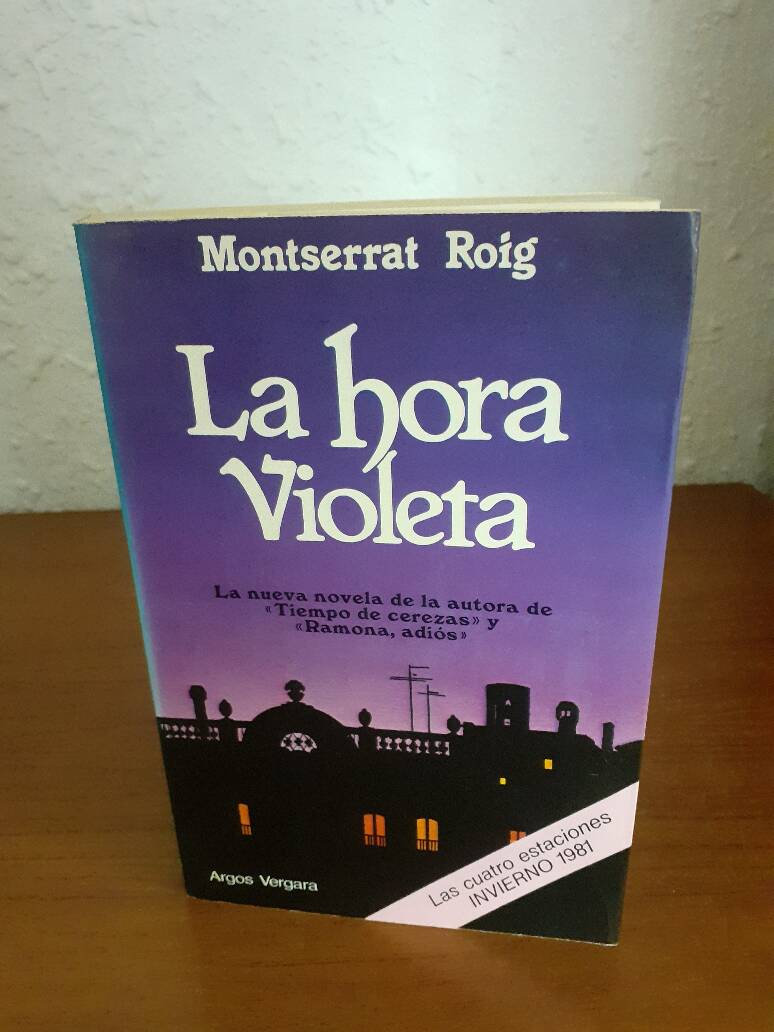 Montserrat Roig
La hora
Violeta
La nueva novela de la autora de
«Tiempo de cerezas» y
«Ramona, adiós»
Argos Vergara
Las cuatro estaciones
INVIERNO 1981